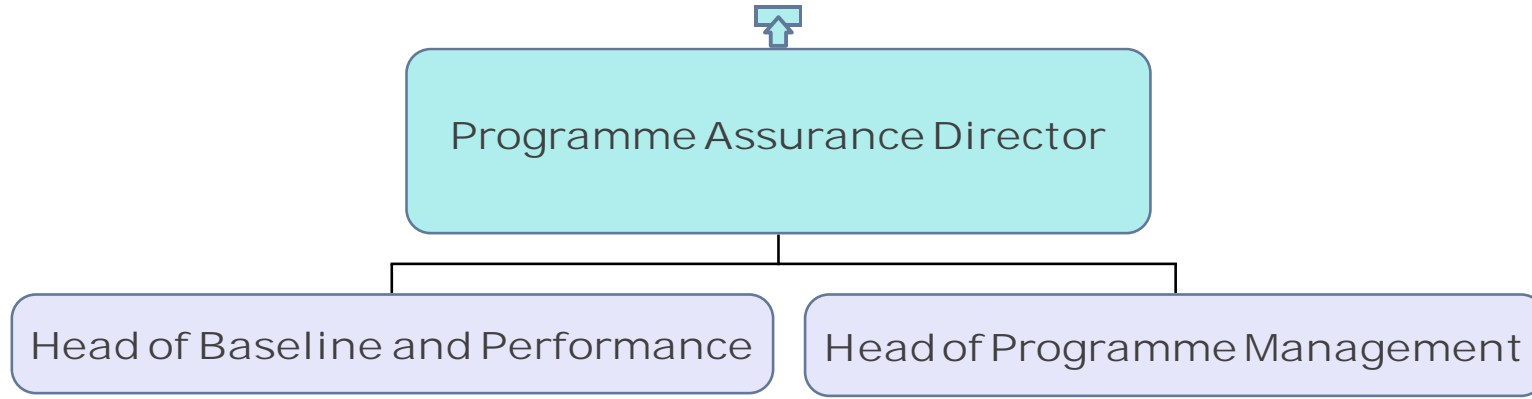 Programme Assurance Director
Head of Baseline and Performance
Head of Programme Management